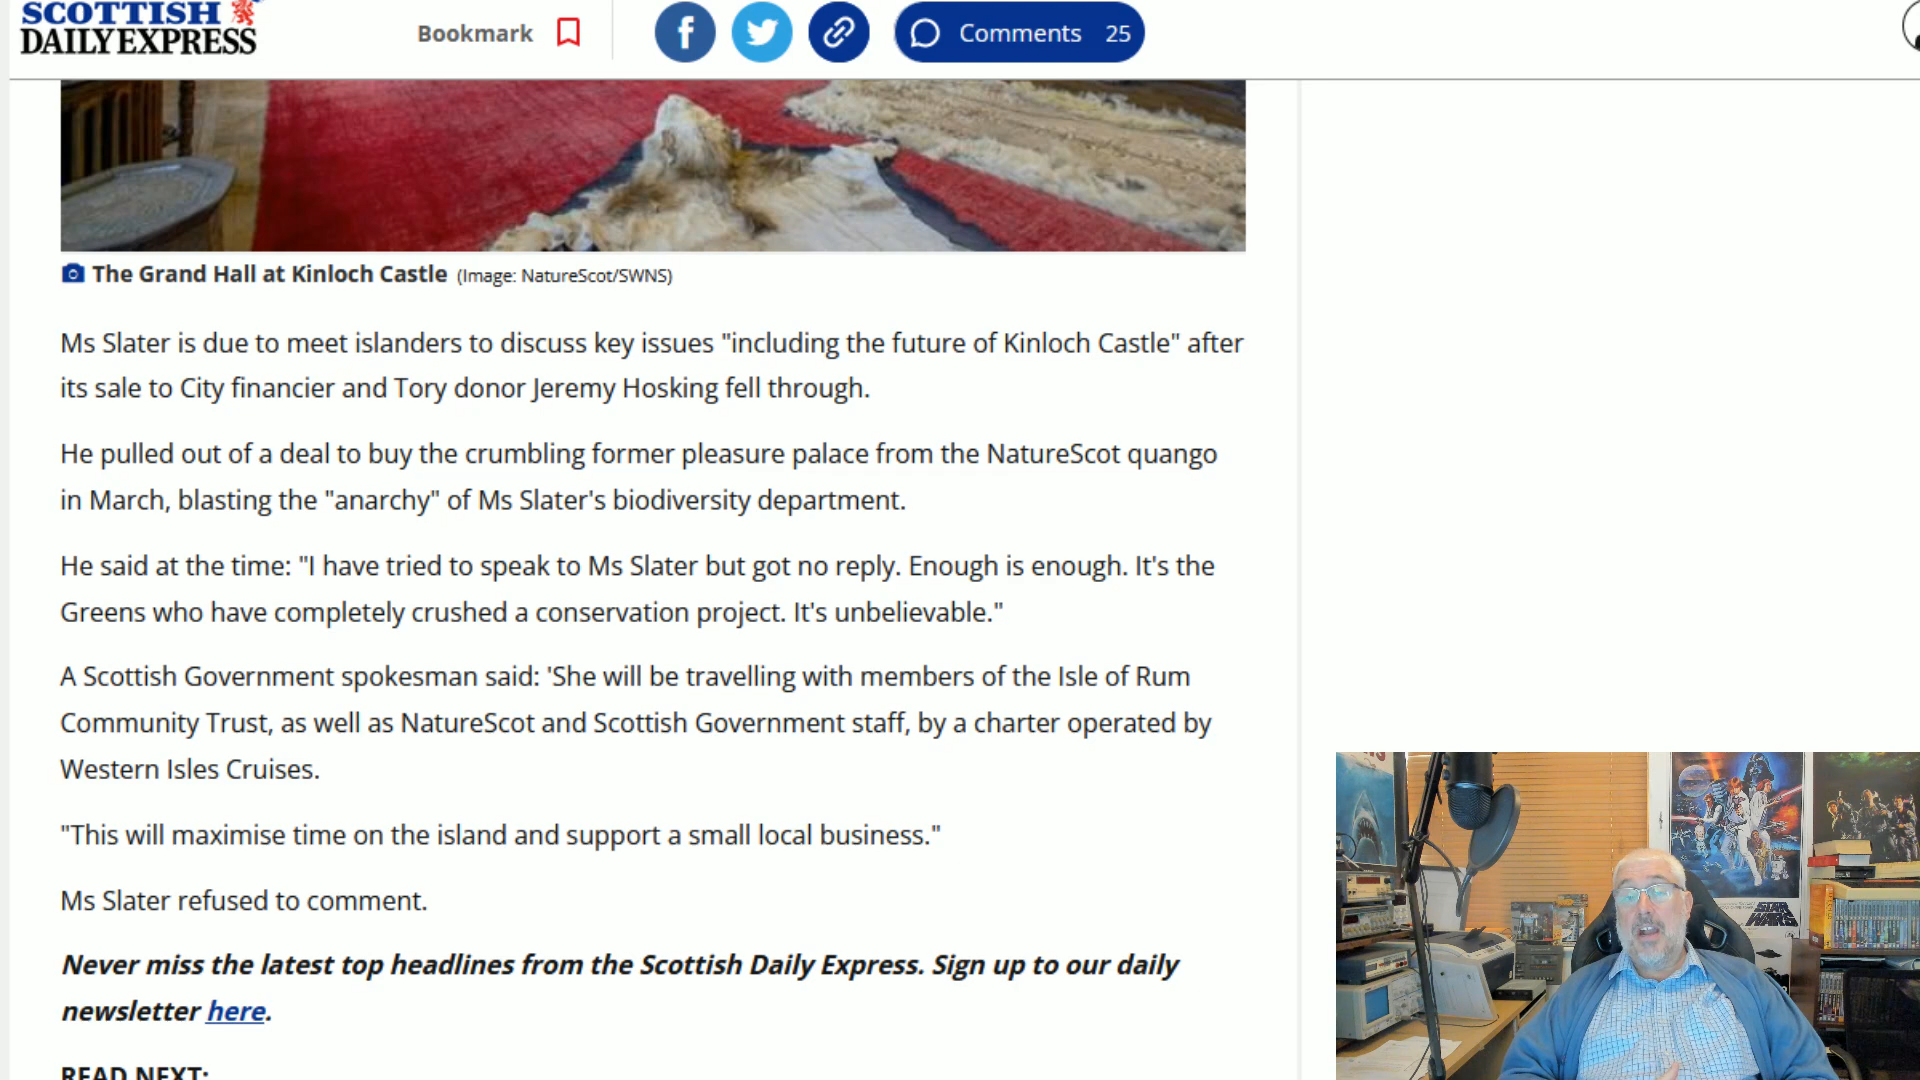 SCOTTISH
DAILY EXPRESS
Bookmark
Comments 25
The Grand Hall at Kinloch Castle (Image: NatureScot/SWNS)
Ms Slater is due to meet islanders to discuss key issues "including the future of Kinloch Castle" after
its sale to City financier and Tory donor Jeremy Hosking fell through.
He pulled out of a deal to buy the crumbling former pleasure palace from the NatureScot quango
in March, blasting the "anarchy" of Ms Slater's biodiversity department.
He said at the time: "I have tried to speak to Ms Slater but got no reply. Enough is enough. It's the
Greens who have completely crushed a conservation project. It's unbelievable."
A Scottish Government spokesman said: 'She will be travelling with members of the Isle of Rum
Community Trust, as well as NatureScot and Scottish Government staff, by a charter operated by
Western Isles Cruises.
"This will maximise time on the island and support a small local business."
Ms Slater refused to comment.
Never miss the latest top headlines from the Scottish Daily Express. Sign up to our daily
newsletter here.
READ NEXT:
STAR
WARS